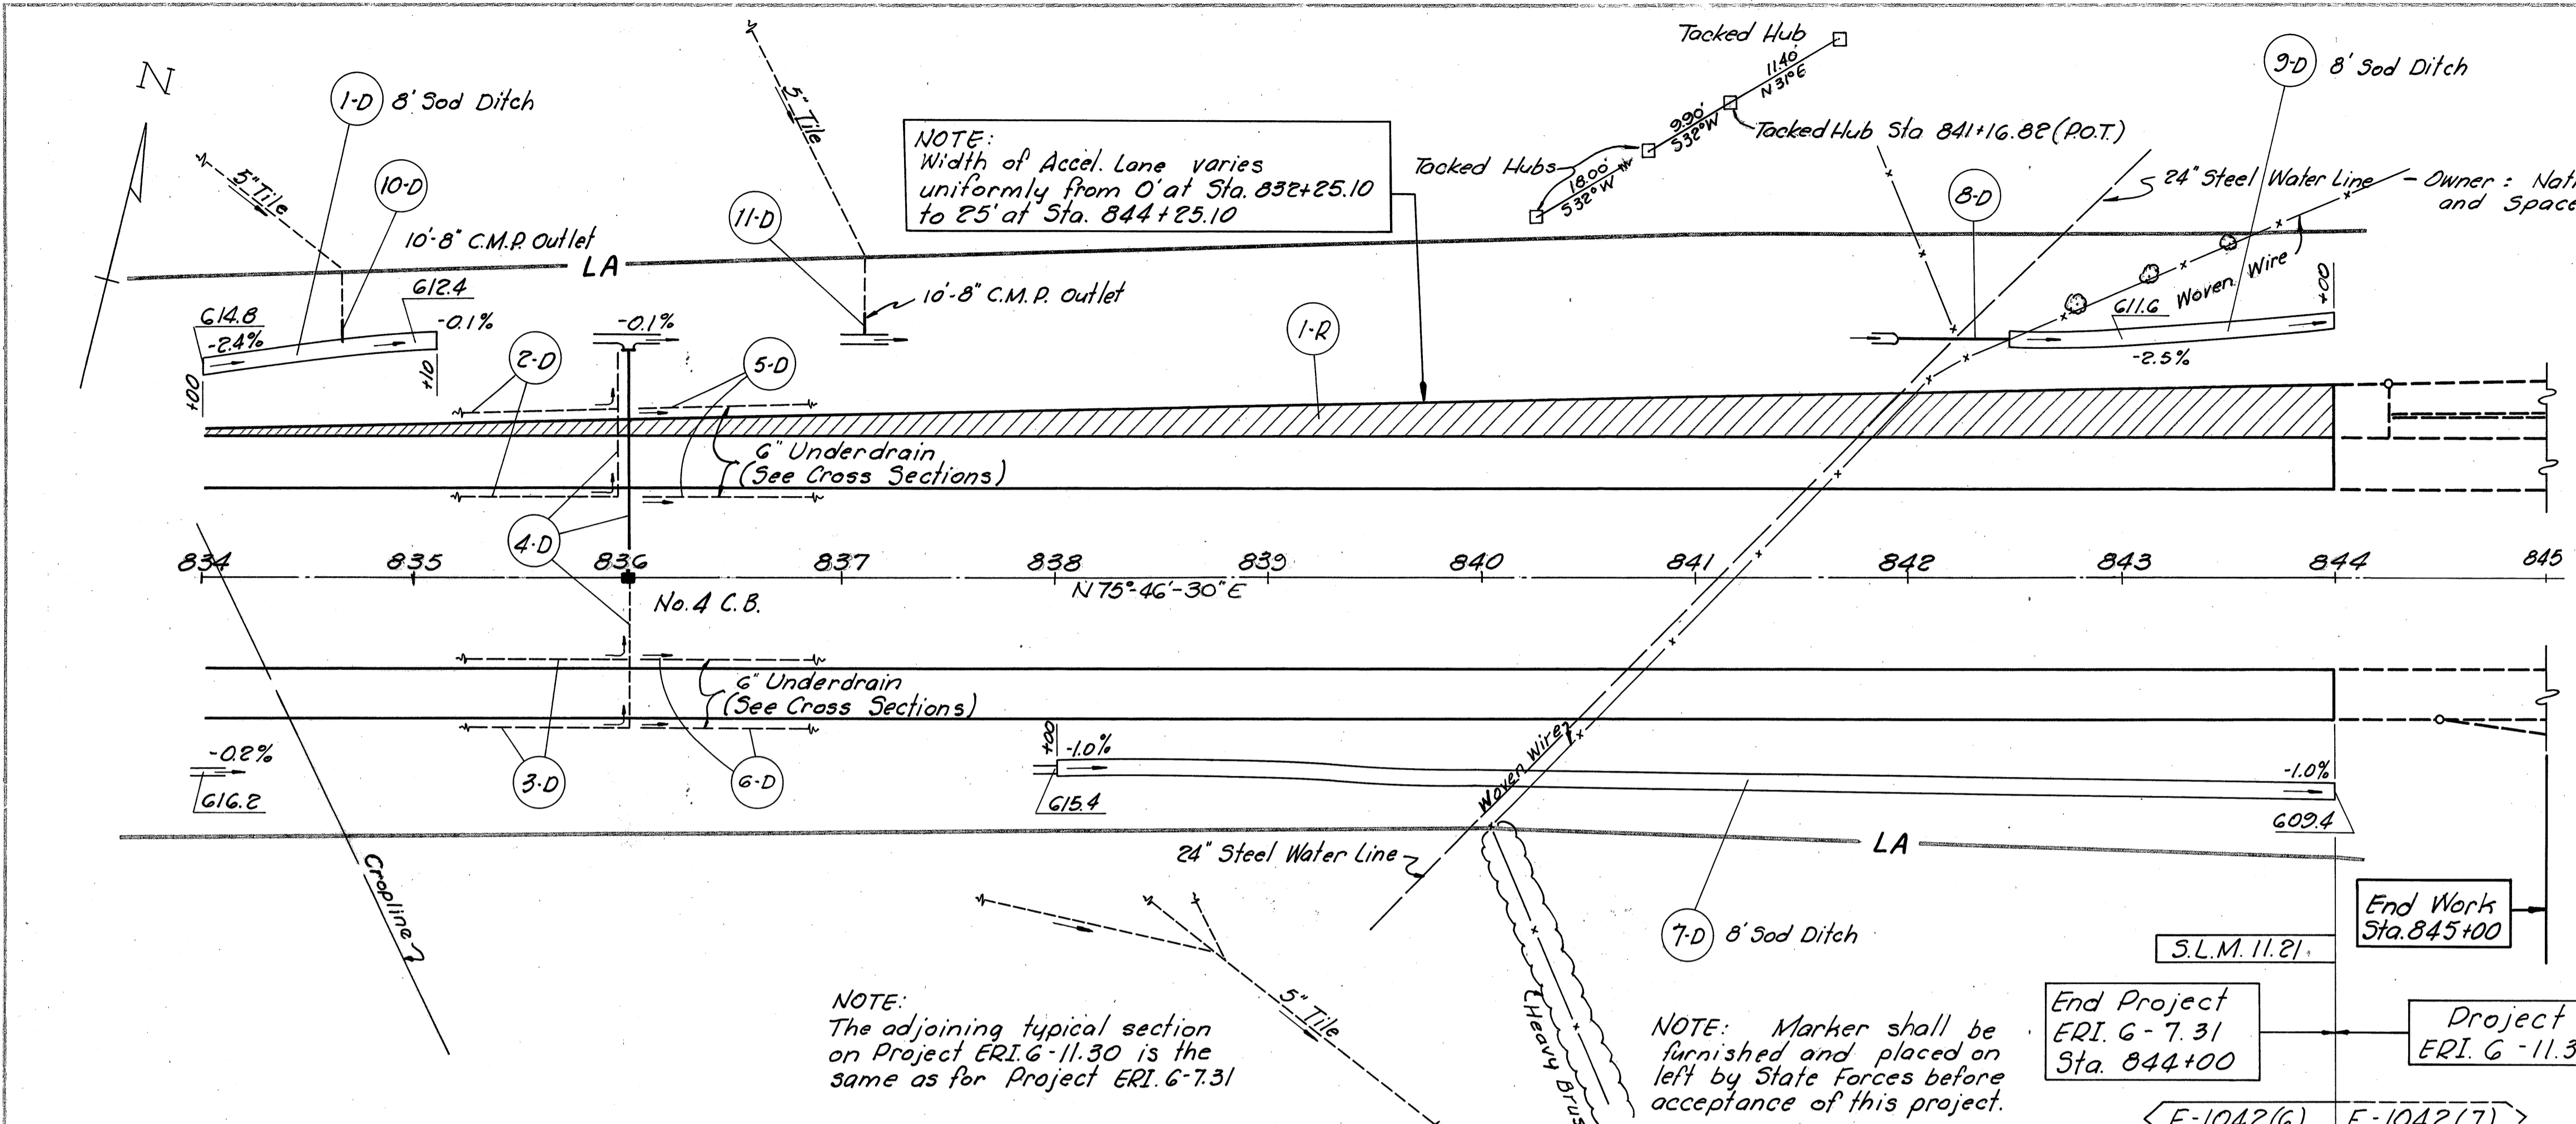 N
1-D 8' Sod Ditch
5" Tile
10-D
10'-8" C.M.P. Outlet
LA
614.8
-2.4%
612.4
-0.1%
+00
+10
5" Tile
11-D
10'-8" C.M.P. Outlet
-0.1%
2-D
5-D
NOTE:
Width of Accel. Lane varies
uniformly from 0' at Sta. 832+25.10
to 25' at Sta. 844+25.10
1-R
Tacked Hub
11.40'
N 31° E
9.90'
S 32° W
Tacked Hub Sta 841+16.82 (P.O.T.)
Tacked Hubs
18.00'
S 32° W
9-D 8' Sod Ditch
8-D
24" Steel Water Line - Owner:
and
Woven Wire
611.6
+00
-2.5%
6" Underdrain
(See Cross Sections)
4-D
834 835 836 837 838 839 840 841 842 843 844 845
N 75°-46'-30" E
No. 4 C.B.
6" Underdrain
(See Cross Sections)
-0.2%
616.2
3-D
6-D
+00
-1.0%
615.4
Woven Wire
-1.0%
609.4
LA
24" Steel Water Line
Cropline
7-D 8' Sod Ditch
5" Tile
Heavy
End Work
Sta. 845+00
S.L.M. 11.21
NOTE:
The adjoining typical section
on Project ERI. 6-11.30 is the
same as for Project ERI. 6-7.31
NOTE: Marker shall be
furnished and placed on
left by State Forces before
acceptance of this project.
End Project
ERI. 6-7.31
Sta. 844+00
Project
ERI. 6-11.3
F-1042(6) F-1042(7)